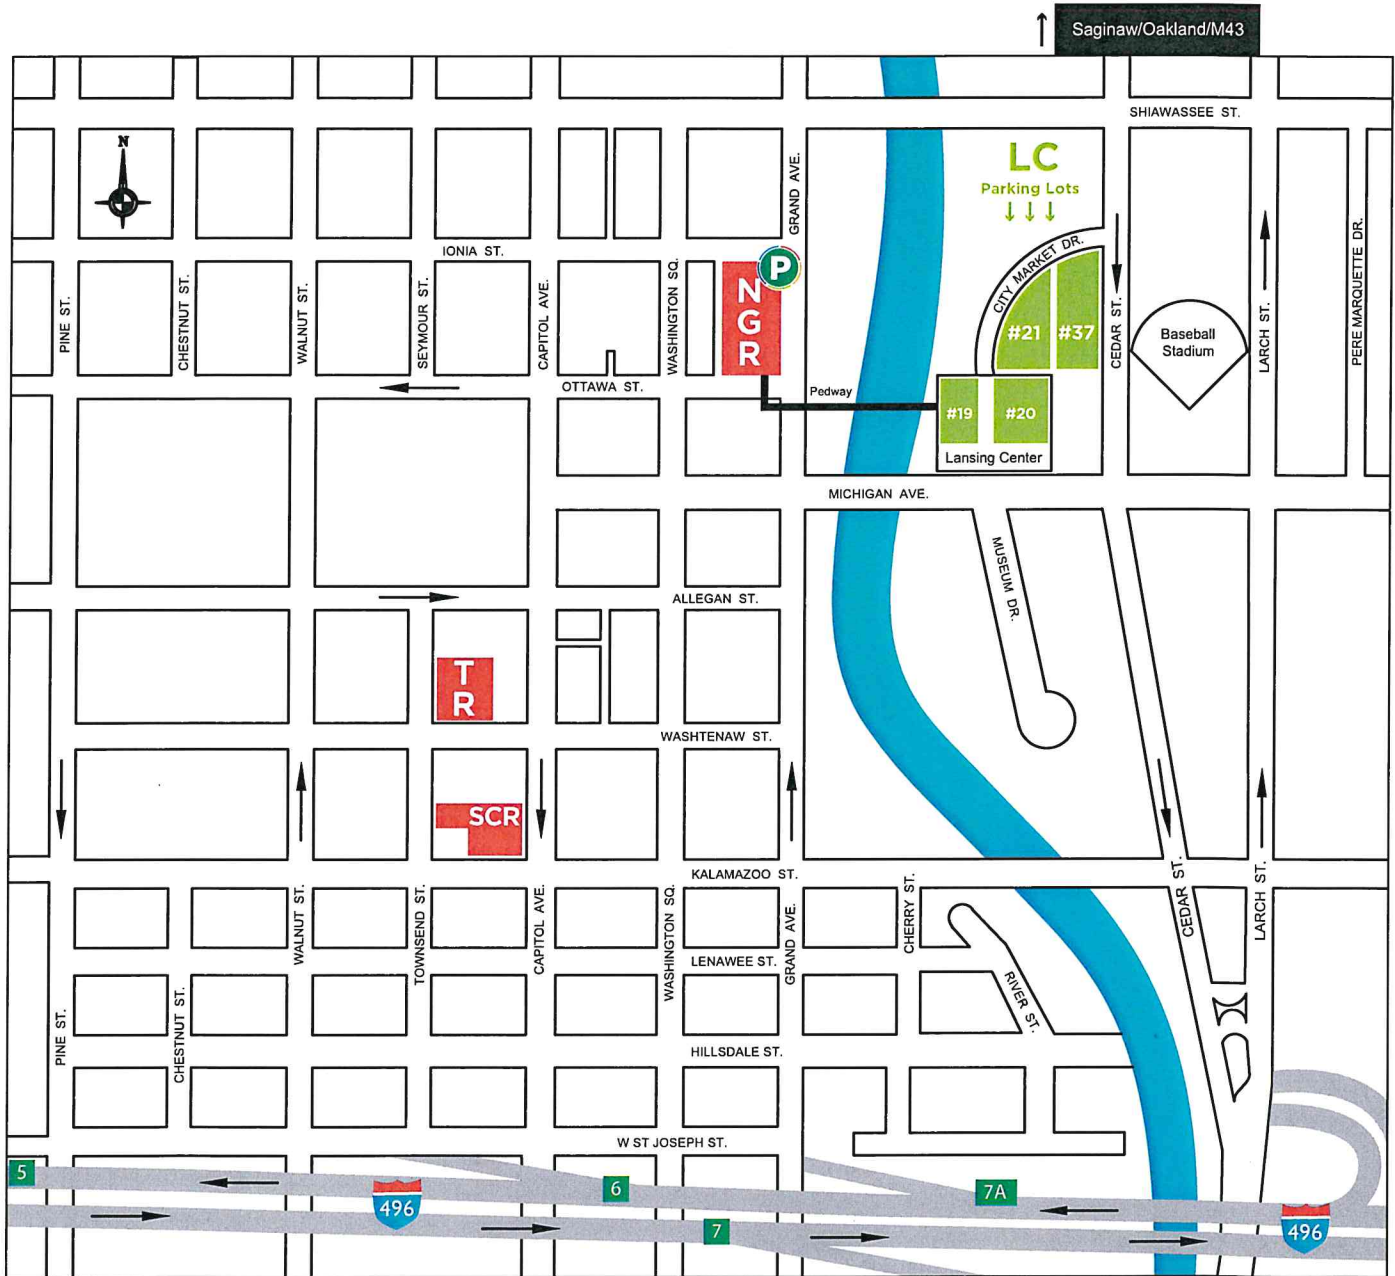 Saginaw/Oakland/M43
SHIAWASSEE ST.
N
LC
Parking Lots
GRAND AVE.
PERE MARQUETTE DR.
IONIA ST.
CITY MARKET DR.
P
N
G
R
PINE ST.
CHESTNUT ST.
WALNUT ST.
SEYMOUR ST.
CAPITOL AVE.
WASHINGTON SQ.
#21
#37
CEDAR ST.
Baseball
Stadium
LARCH ST.
OTTAWA ST.
Pedway
#19
#20
Lansing Center
MICHIGAN AVE.
MUSEUM DR.
ALLEGAN ST.
T
R
WASHTENAW ST.
SCR
KALAMAZOO ST.
WALNUT ST.
TOWNSEND ST.
CAPITOL AVE.
WASHINGTON SQ.
GRAND AVE.
CHERRY ST.
CEDAR ST.
LARCH ST.
LENAWEE ST.
RIVER ST.
PINE ST.
CHESTNUT ST.
HILLSDALE ST.
W ST JOSEPH ST.
5
6
7A
496
7
496